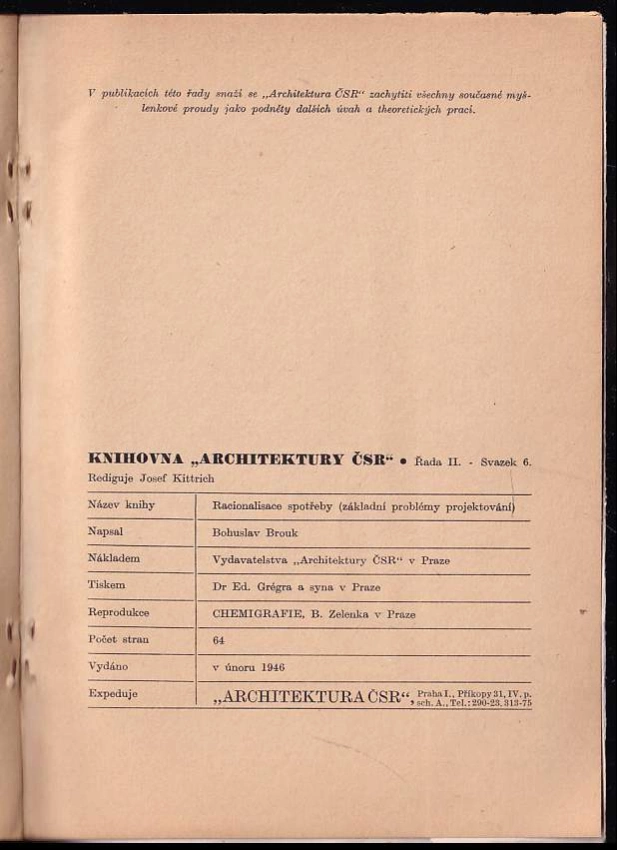 V publikacích této řady snaží se „Architektura ČSR“ zachytiti všechny současné myš-
lenkové proudy jako podněty dalších úvah a theoretických prací.
KNIHOVNA „ARCHITEKTURY ČSR“ • Řada II. - Svazek 6.
Rediguje Josef Kittrich
Název knihy Racionalisace spotřeby (základní problémy projektování)
Napsal Bohuslav Brouk
Nákladem Vydavatelstva „Architektury ČSR“ v Praze
Tiskem Dr Ed. Grégra a syna v Praze
Reprodukce CHEMIGRAFIE, B. Zelenka v Praze
Počet stran 64
Vydáno v únoru 1946
Expeduje „ARCHITEKTURA ČSR“, Praha I., Příkopy 31, IV. p.
sch. A., Tel.: 290-23, 313-75